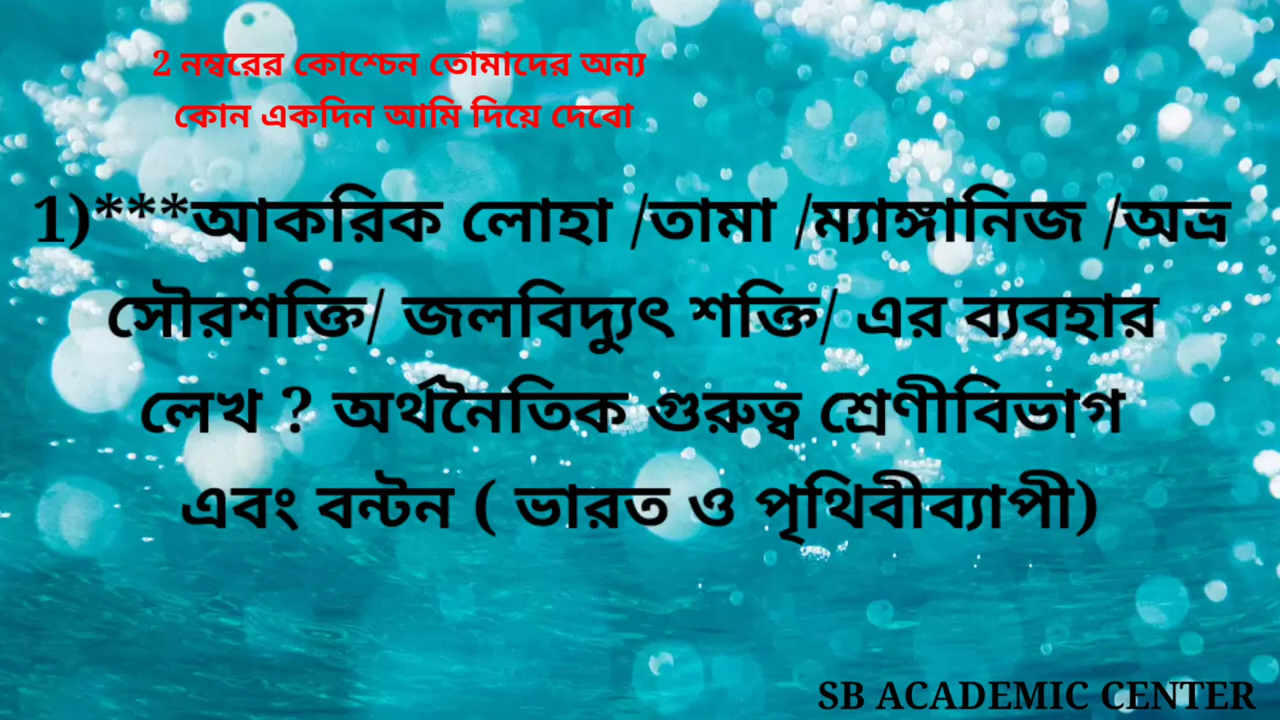 2 নম্বরের কোশ্চেন তোমাদের অন্য
কোন একদিন আমি দিয়ে দেবো
1)***আকরিক লোহা /তামা /ম্যাঙ্গানিজ /অভ্র
সৌরশক্তি/ জলবিদ্যুৎ শক্তি/ এর ব্যবহার
লেখ ? অর্থনৈতিক গুরুত্ব শ্রেণীবিভাগ
এবং বন্টন ( ভারত ও পৃথিবীব্যাপী)
SB ACADEMIC CENTER